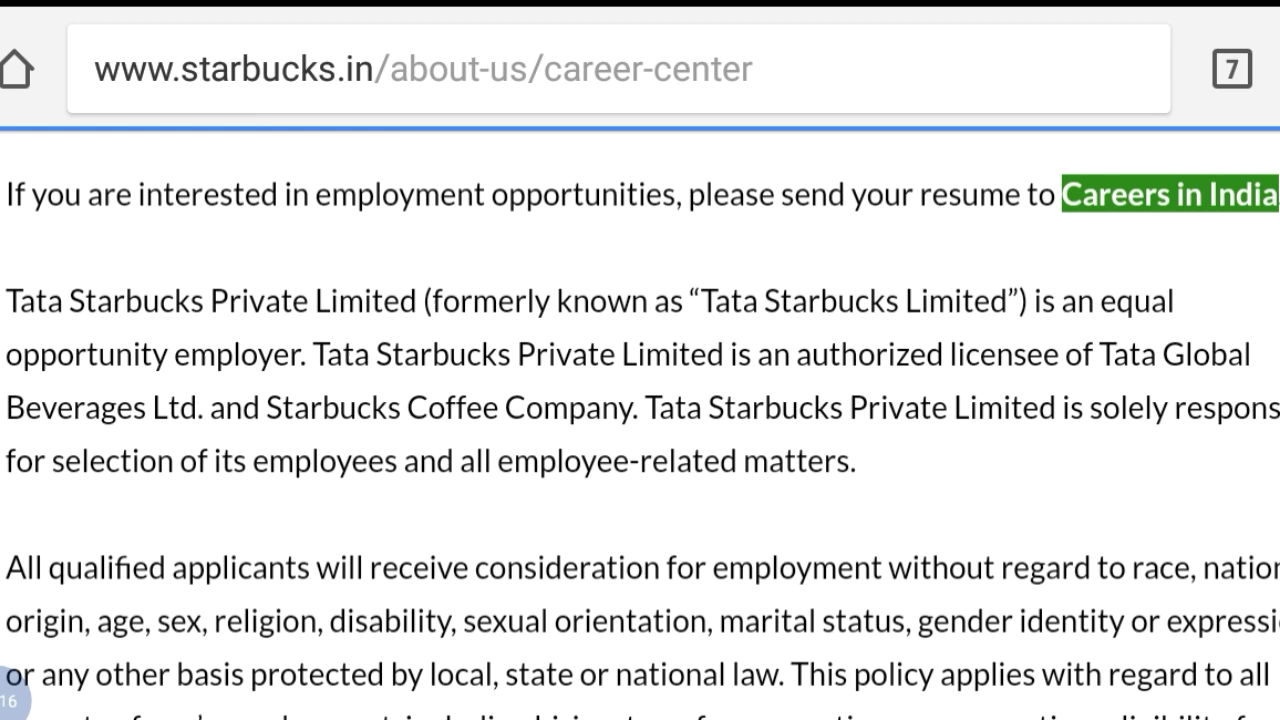 www.starbucks.in/about-us/career-center
7
If you are interested in employment opportunities, please send your resume to Careers in India
Tata Starbucks Private Limited (formerly known as “Tata Starbucks Limited”) is an equal
opportunity employer. Tata Starbucks Private Limited is an authorized licensee of Tata Global
Beverages Ltd. and Starbucks Coffee Company. Tata Starbucks Private Limited is solely respons
for selection of its employees and all employee-related matters.
All qualified applicants will receive consideration for employment without regard to race, nation
origin, age, sex, religion, disability, sexual orientation, marital status, gender identity or expressi
or any other basis protected by local, state or national law. This policy applies with regard to all
16